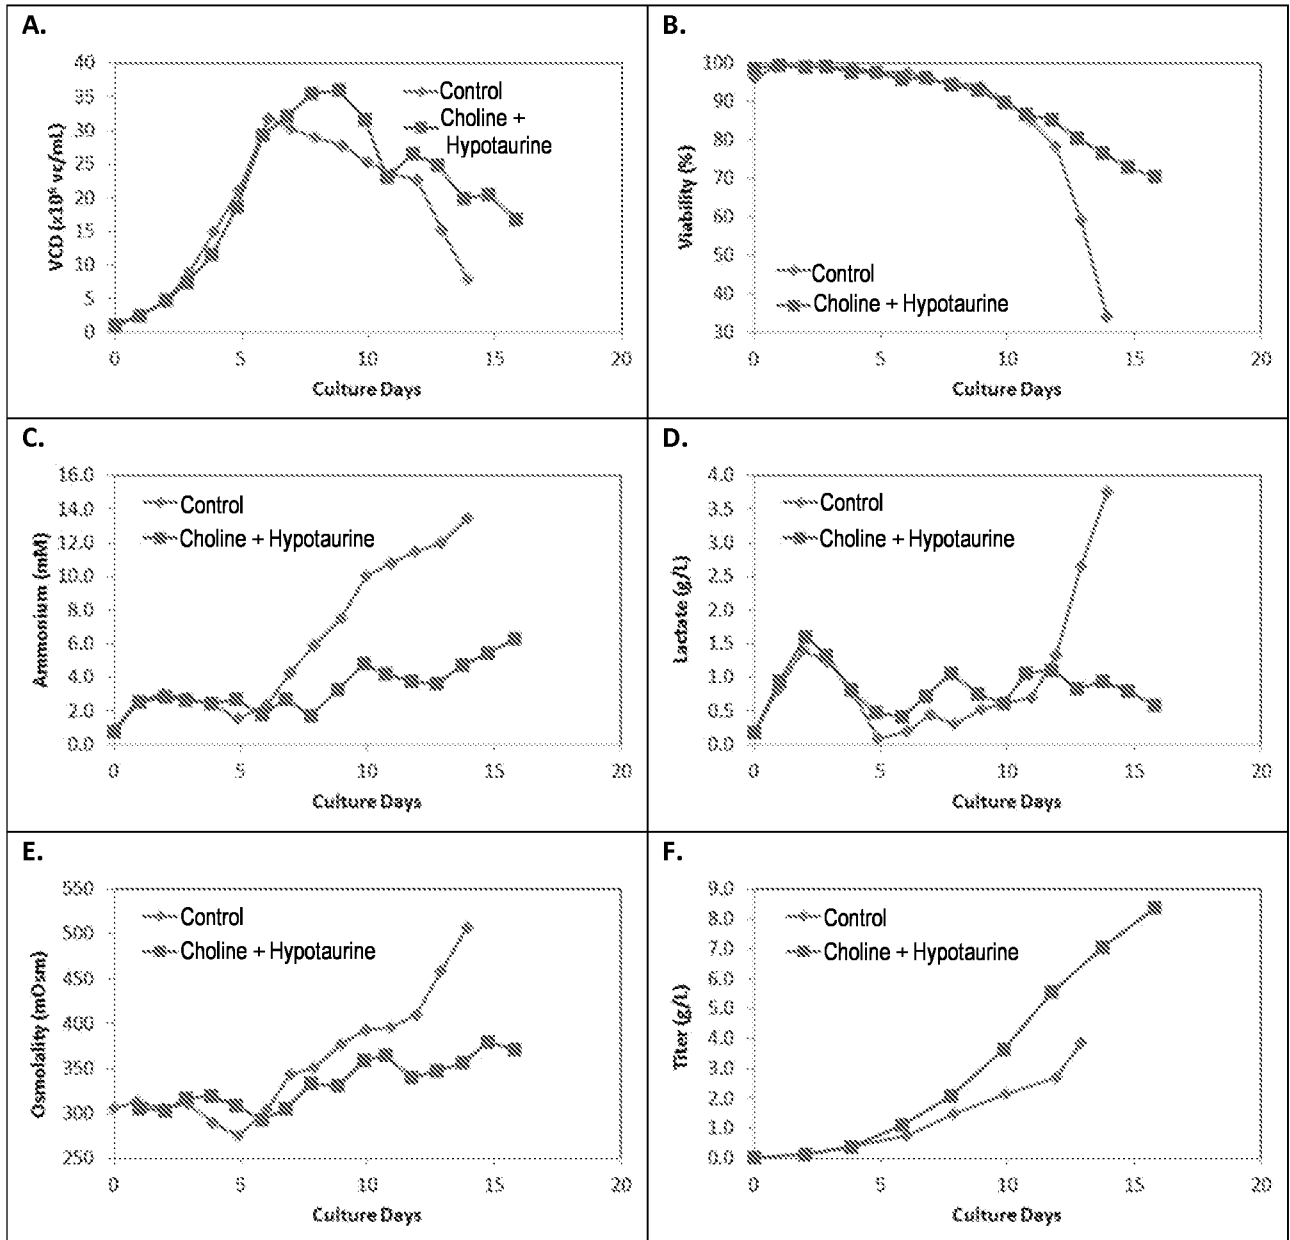 A.
40
35
30
25
20
15
10
5
0
VCD (x10⁶ vc/mL)
Control
Choline +
Hypotaurine
0 5 10 15 20
Culture Days
B.
100
90
80
70
60
50
40
30
Viability (%)
Control
Choline + Hypotaurine
0 5 10 15 20
Culture Days
C.
16.0
14.0
12.0
10.0
8.0
6.0
4.0
2.0
0.0
Ammonium (mM)
Control
Choline + Hypotaurine
0 5 10 15 20
Culture Days
D.
4.0
3.5
3.0
2.5
2.0
1.5
1.0
0.5
0.0
Lactate (g/L)
Control
Choline + Hypotaurine
0 5 10 15 20
Culture Days
E.
550
500
450
400
350
300
250
Osmolality (mOsm)
Control
Choline + Hypotaurine
0 5 10 15 20
Culture Days
F.
9.0
8.0
7.0
6.0
5.0
4.0
3.0
2.0
1.0
0.0
Titer (g/L)
Control
Choline + Hypotaurine
0 5 10 15 20
Culture Days